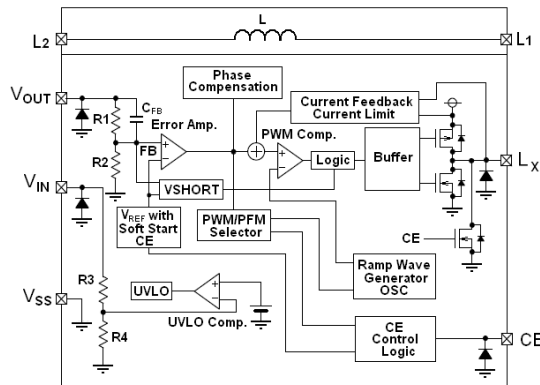 L
L2
L1
VOUT
Phase
Compensation
CFB
R1
Error Amp.
Current Feedback
Current Limit
PWM Comp.
FB
R2
Logic
Buffer
LX
VIN
VSHORT
VREF with
Soft Start
CE
PWM/PFM
Selector
CE
R3
UVLO
Ramp Wave
Generator
OSC
VSS
R4
UVLO Comp.
CE
Control
Logic
CE